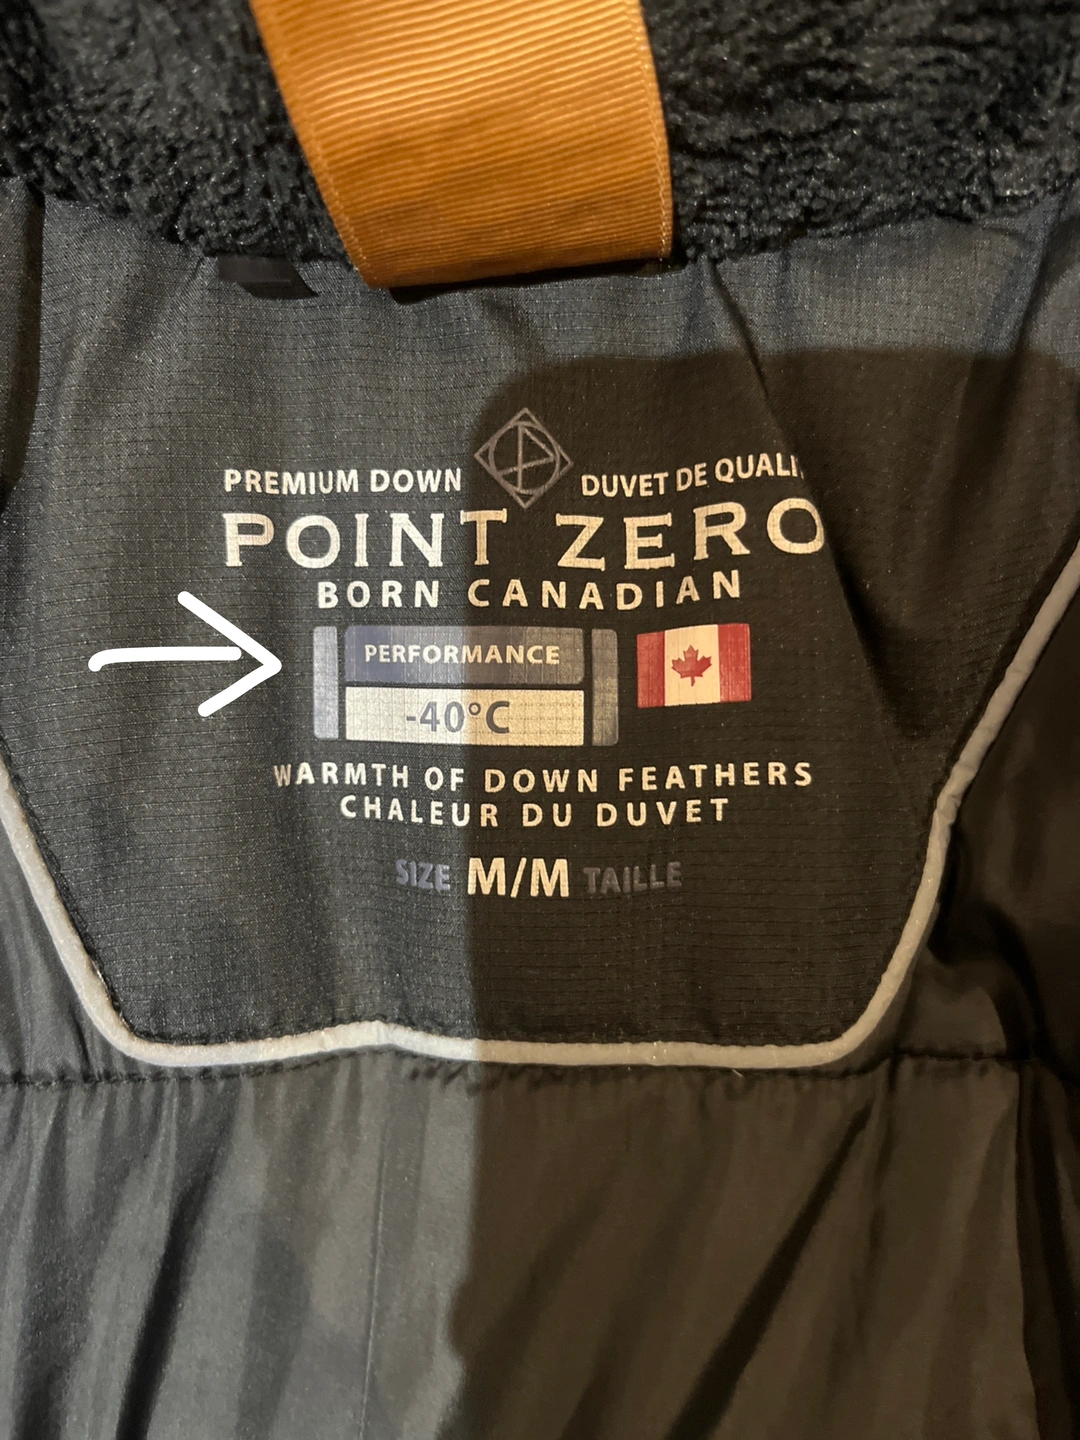 PREMIUM DOWN DUVET DE QUALI
POINT ZERO
BORN CANADIAN
PERFORMANCE
-40°C
WARMTH OF DOWN FEATHERS
CHALEUR DU DUVET
SIZE M/M TAILLE